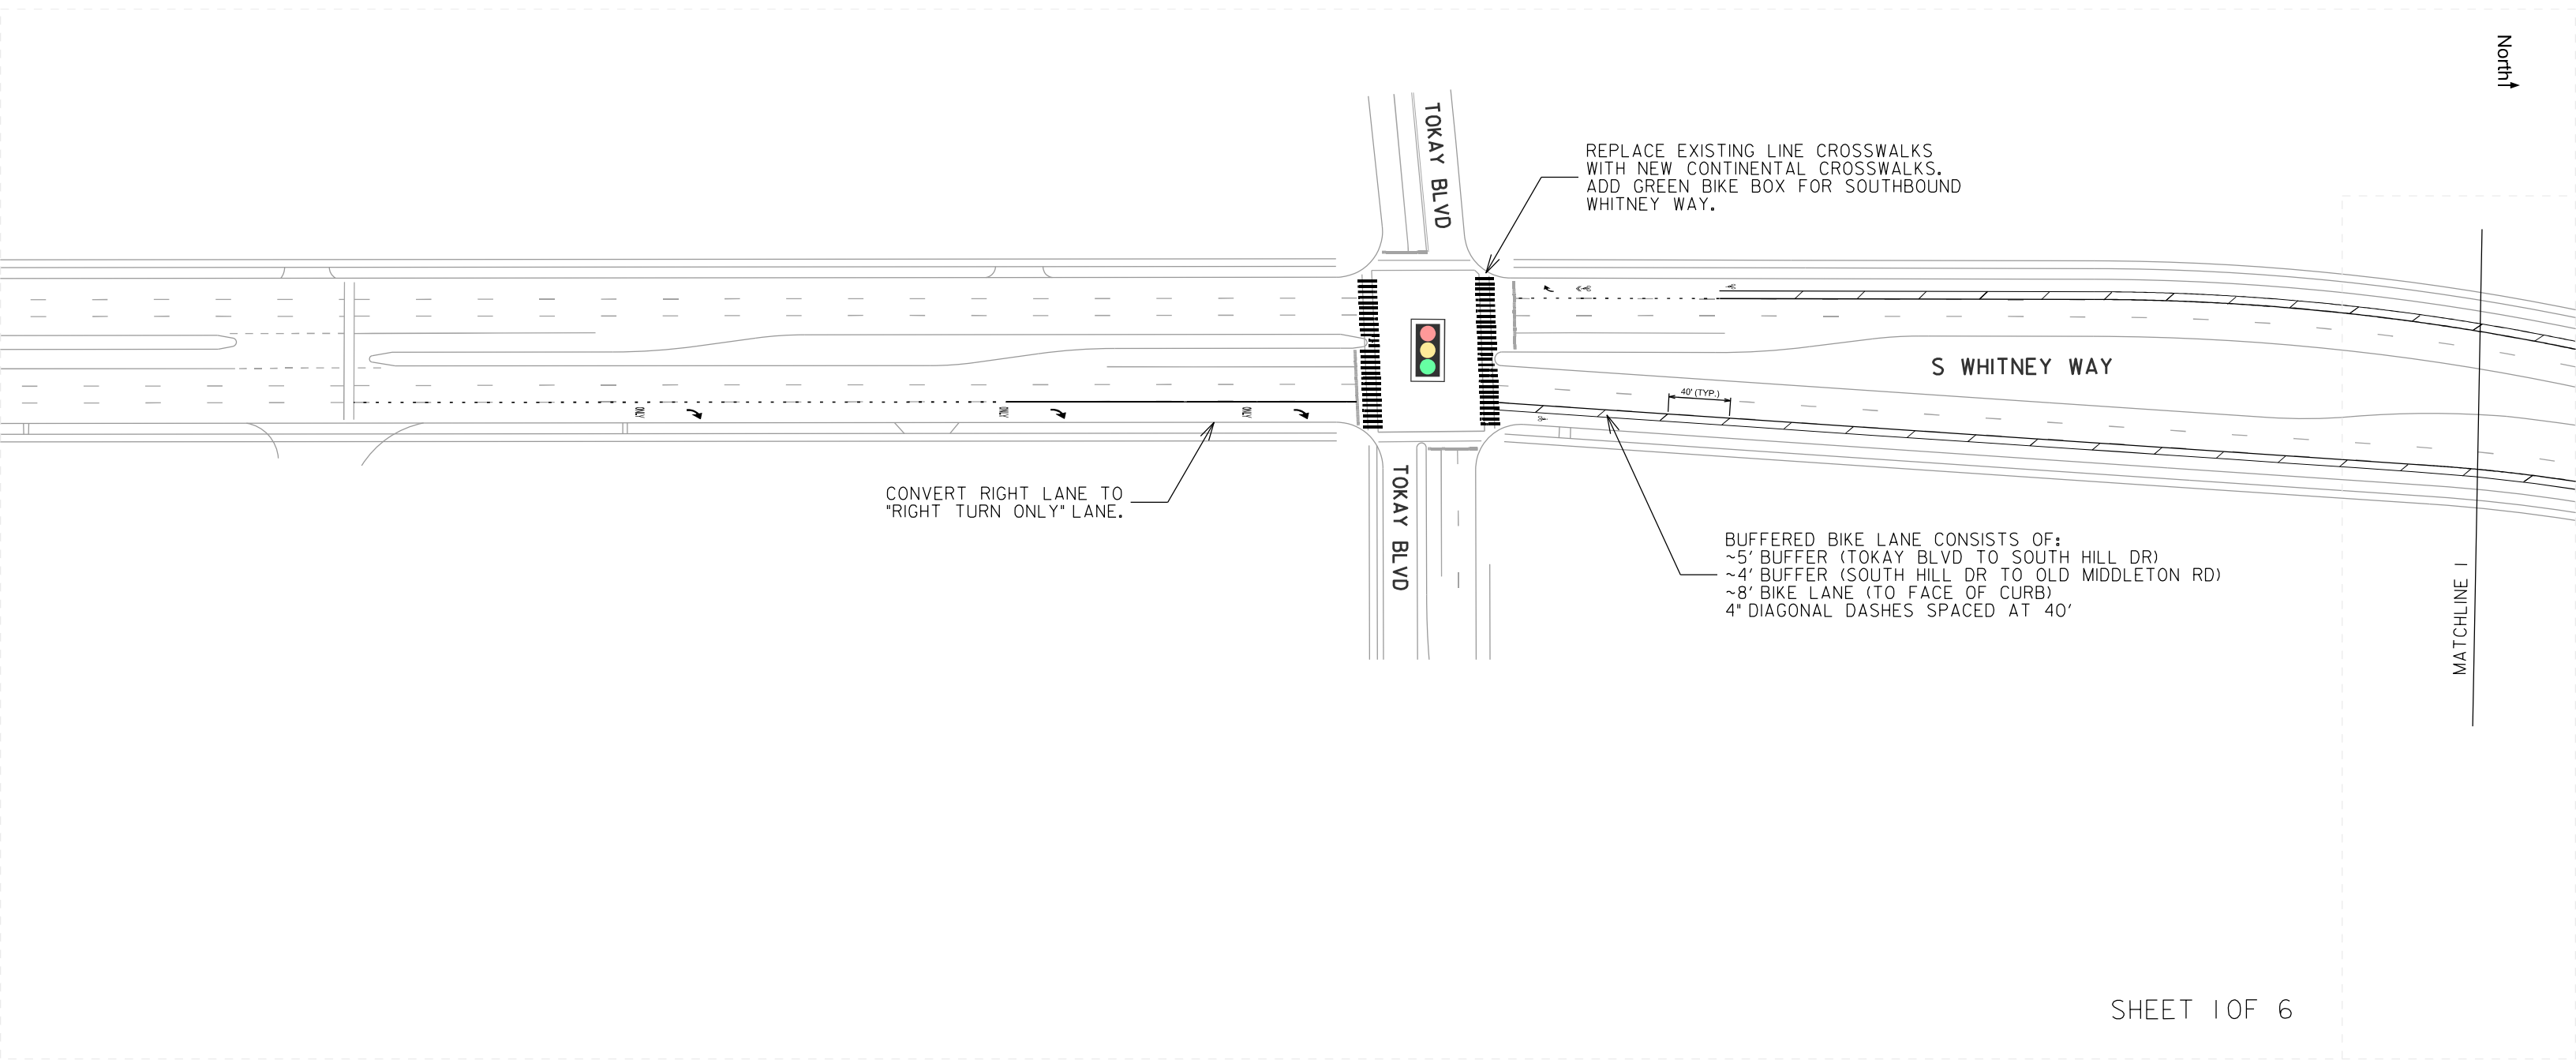 North
TOKAY BLVD
REPLACE EXISTING LINE CROSSWALKS
WITH NEW CONTINENTAL CROSSWALKS.
ADD GREEN BIKE BOX FOR SOUTHBOUND
WHITNEY WAY.
S WHITNEY WAY
40' (TYP.)
ONLY
ONLY
ONLY
CONVERT RIGHT LANE TO
"RIGHT TURN ONLY" LANE.
TOKAY BLVD
BUFFERED BIKE LANE CONSISTS OF:
~5' BUFFER (TOKAY BLVD TO SOUTH HILL DR)
~4' BUFFER (SOUTH HILL DR TO OLD MIDDLETON RD)
~8' BIKE LANE (TO FACE OF CURB)
4" DIAGONAL DASHES SPACED AT 40'
MATCHLINE 1
SHEET 1 OF 6